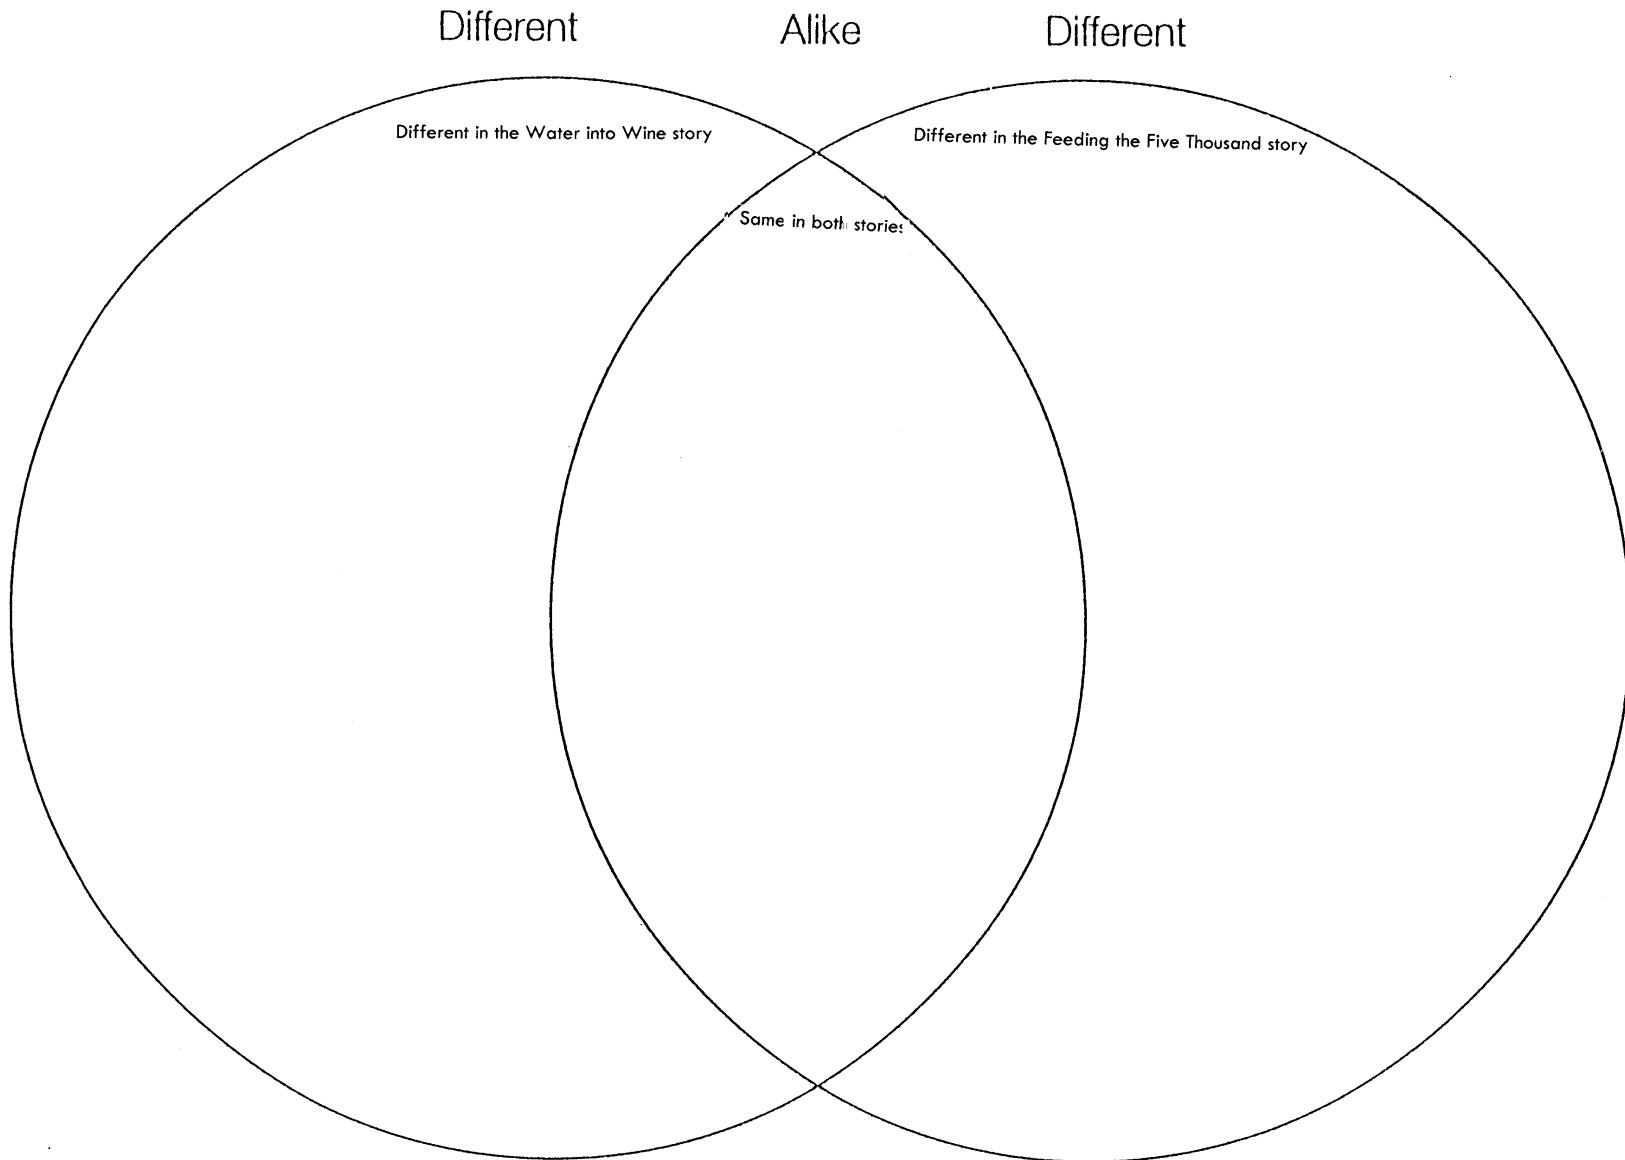 Different Alike Different
Different in the Water into Wine story
Different in the Feeding the Five Thousand story
Same in both stories